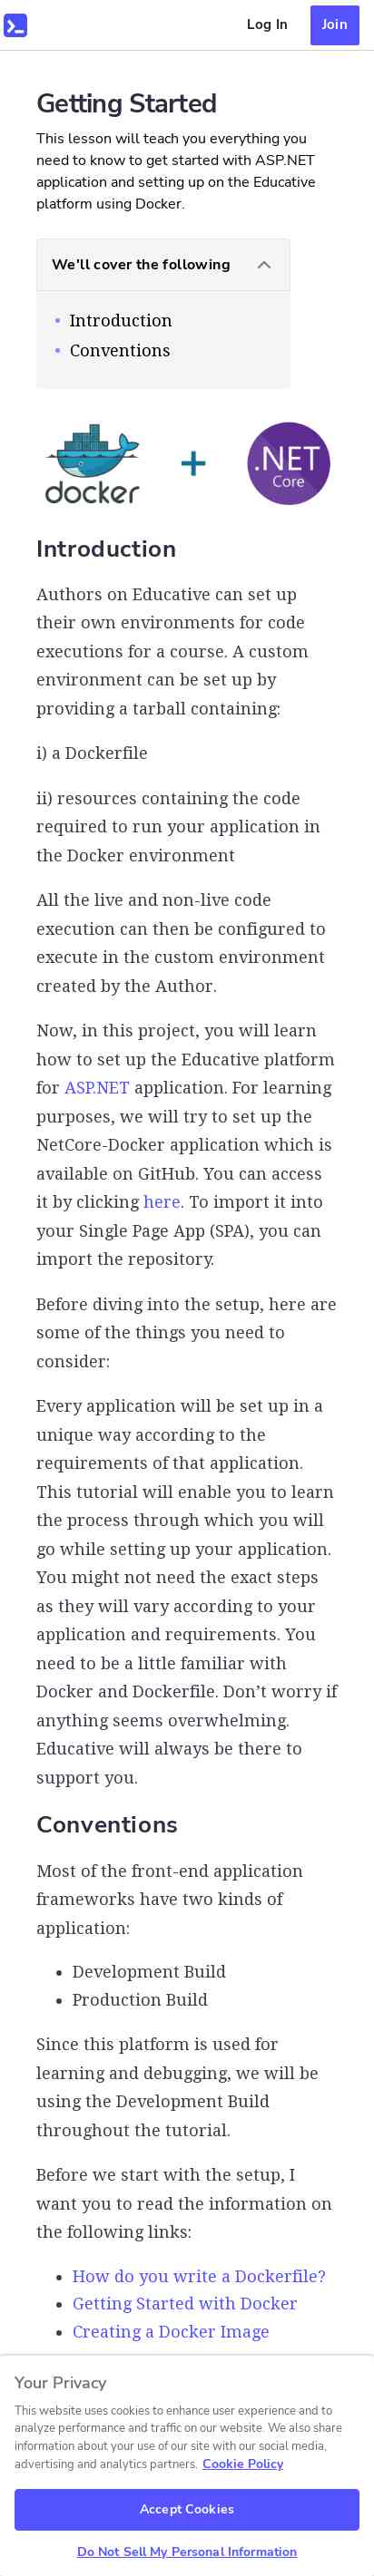 Log In
Join
Getting Started
This lesson will teach you everything you
need to know to get started with ASP.NET
application and setting up on the Educative
platform using Docker.
We'll cover the following
• Introduction
• Conventions
docker
+
.NET
Core
Introduction
Authors on Educative can set up
their own environments for code
executions for a course. A custom
environment can be set up by
providing a tarball containing:
i) a Dockerfile
ii) resources containing the code
required to run your application in
the Docker environment
All the live and non-live code
execution can then be configured to
execute in the custom environment
created by the Author.
Now, in this project, you will learn
how to set up the Educative platform
for ASP.NET application. For learning
purposes, we will try to set up the
NetCore-Docker application which is
available on GitHub. You can access
it by clicking here. To import it into
your Single Page App (SPA), you can
import the repository.
Before diving into the setup, here are
some of the things you need to
consider:
Every application will be set up in a
unique way according to the
requirements of that application.
This tutorial will enable you to learn
the process through which you will
go while setting up your application.
You might not need the exact steps
as they will vary according to your
application and requirements. You
need to be a little familiar with
Docker and Dockerfile. Don’t worry if
anything seems overwhelming.
Educative will always be there to
support you.
Conventions
Most of the front-end application
frameworks have two kinds of
application:
• Development Build
• Production Build
Since this platform is used for
learning and debugging, we will be
using the Development Build
throughout the tutorial.
Before we start with the setup, I
want you to read the information on
the following links:
• How do you write a Dockerfile?
• Getting Started with Docker
• Creating a Docker Image
Your Privacy
This website uses cookies to enhance user experience and to
analyze performance and traffic on our website. We also share
information about your use of our site with our social media,
advertising and analytics partners. Cookie Policy
Accept Cookies
Do Not Sell My Personal Information